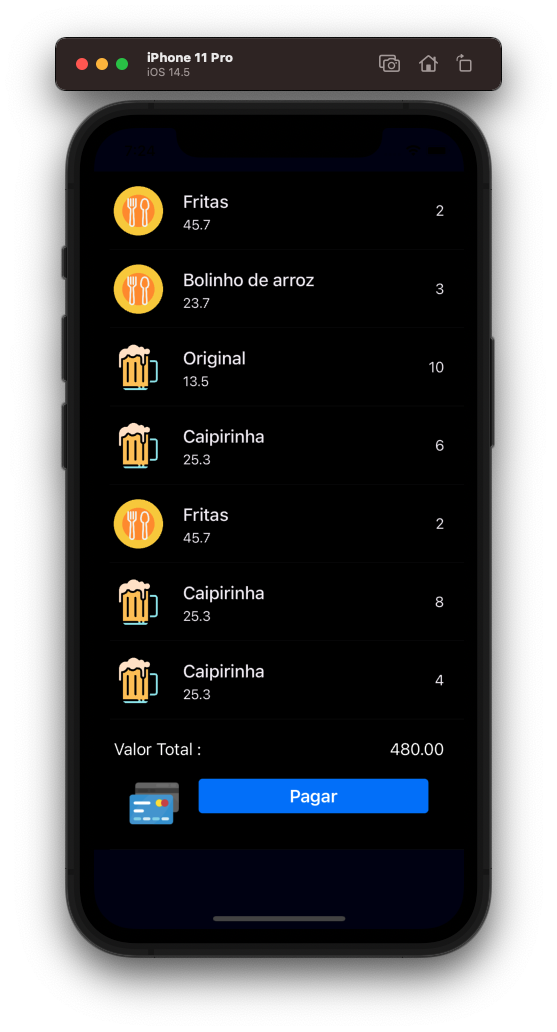 iPhone 11 Pro
iOS 14.5
Fritas
45.7
2
Bolinho de arroz
23.7
3
Original
13.5
10
Caipirinha
25.3
6
Fritas
45.7
2
Caipirinha
25.3
8
Caipirinha
25.3
4
Valor Total : 480.00
Pagar